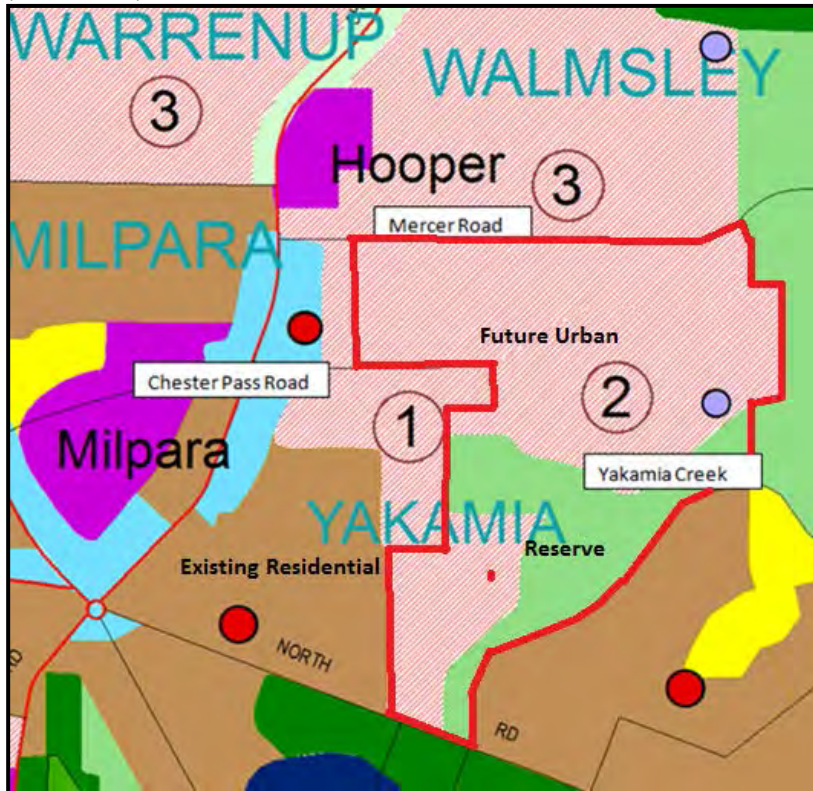 WARRENUP
WALMSLEY
3
Hooper
3
Mercer Road
MILPARA
Future Urban
Chester Pass Road
2
1
Milpara
Yakamia Creek
YAKAMIA
Reserve
Existing Residential
NORTH
RD